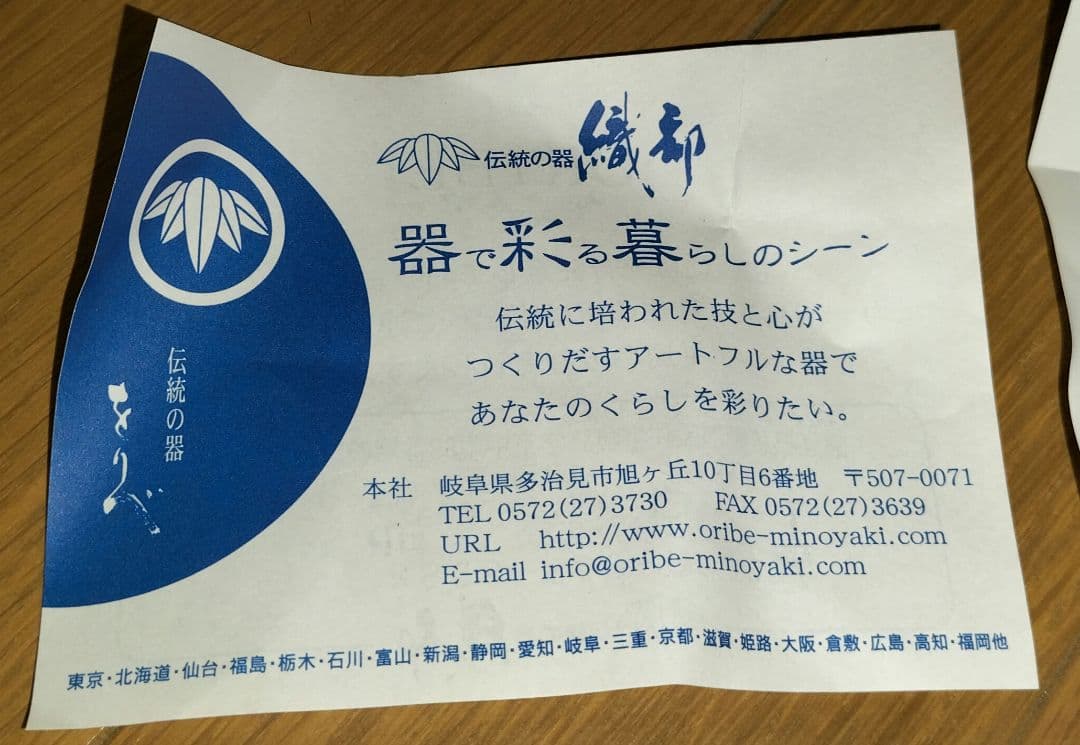 伝統の器 織部
器で彩る暮らしのシーン
伝統に培われた技と心が
つくりだすアートフルな器で
あなたのくらしを彩りたい。
伝統の器
をりべ
本社 岐阜県多治見市旭ヶ丘10丁目6番地 〒507-0071
TEL 0572(27)3730 FAX 0572(27)3639
URL http://www.oribe-minoyaki.com
E-mail info@oribe-minoyaki.com
東京・北海道・仙台・福島・栃木・石川・富山・新潟・静岡・愛知・岐阜・三重・京都・滋賀・姫路・大阪・倉敷・広島・高知・福岡他